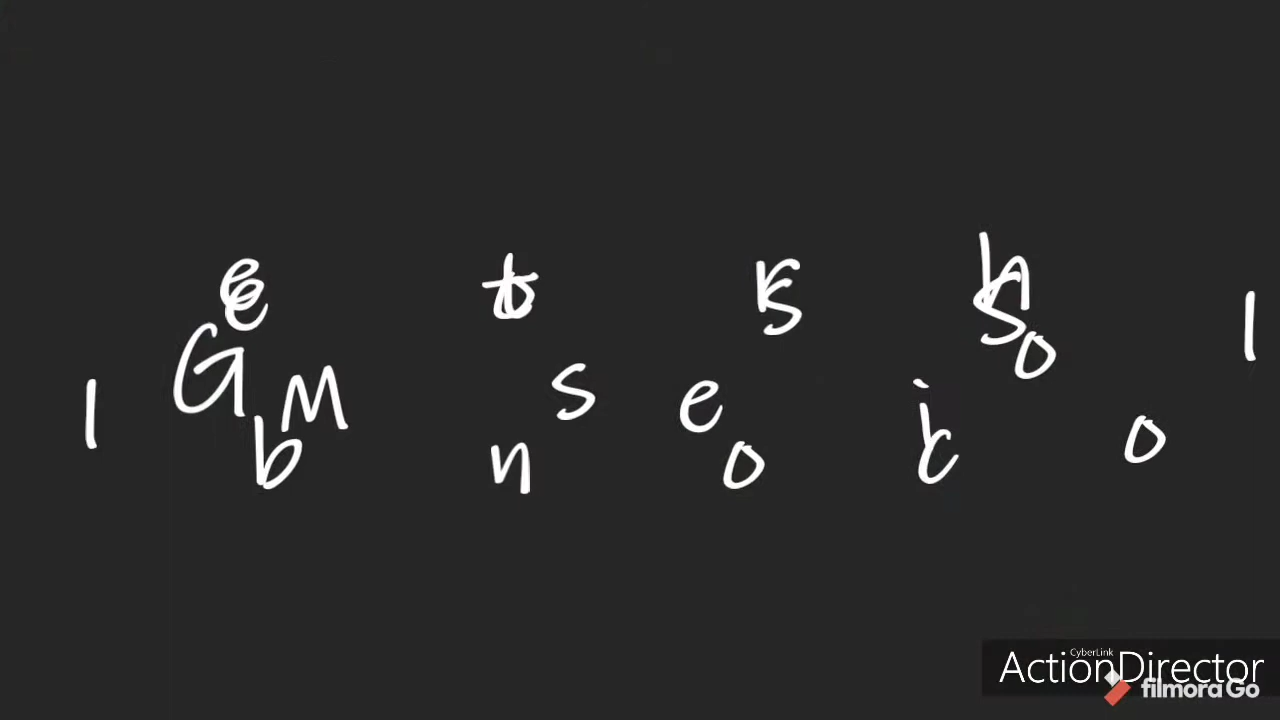 e t r h
e b s s
G o l
l M s e i o
b n o c
CyberLink
ActionDirector
filmora Go